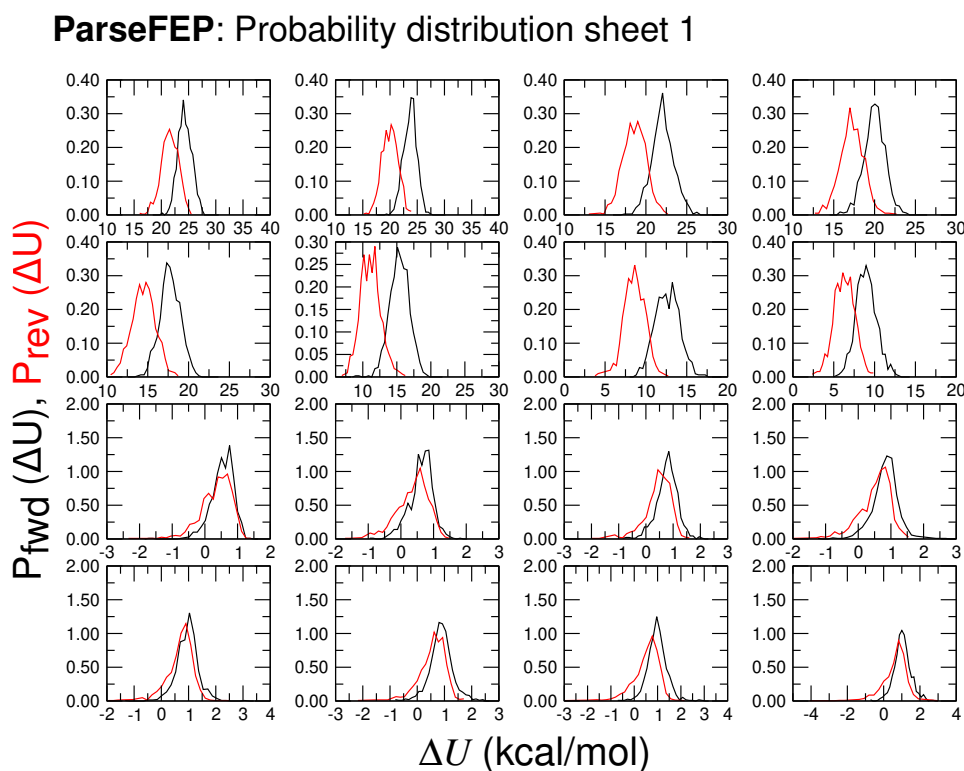 ParseFEP: Probability distribution sheet 1
0.40 0.40 0.40 0.40
0.30 0.30 0.30 0.30
0.20 0.20 0.20 0.20
0.10 0.10 0.10 0.10
0.00 0.00 0.00 0.00
10 15 20 25 30 35 40 10 15 20 25 30 35 40 10 15 20 25 30 10 15 20 25 30
0.40 0.30 0.40 0.40
0.25
0.30 0.30 0.30
0.20
0.20 0.15 0.20 0.20
0.10
0.10 0.10 0.10
0.05
0.00 0.00 0.00 0.00
10 15 20 25 30 10 15 20 25 30 0 5 10 15 20 0 5 10 15 20
2.00 2.00 2.00 2.00
1.50 1.50 1.50 1.50
1.00 1.00 1.00 1.00
0.50 0.50 0.50 0.50
0.00 0.00 0.00 0.00
-3 -2 -1 0 1 2 -2 -1 0 1 2 3 -3 -2 -1 0 1 2 3 -2 -1 0 1 2 3
2.00 2.00 2.00 2.00
1.50 1.50 1.50 1.50
1.00 1.00 1.00 1.00
0.50 0.50 0.50 0.50
0.00 0.00 0.00 0.00
-2 -1 0 1 2 3 4 -3 -2 -1 0 1 2 3 -3 -2 -1 0 1 2 3 4 -4 -2 0 2 4
Pfwd (ΔU), Prev (ΔU)
ΔU (kcal/mol)